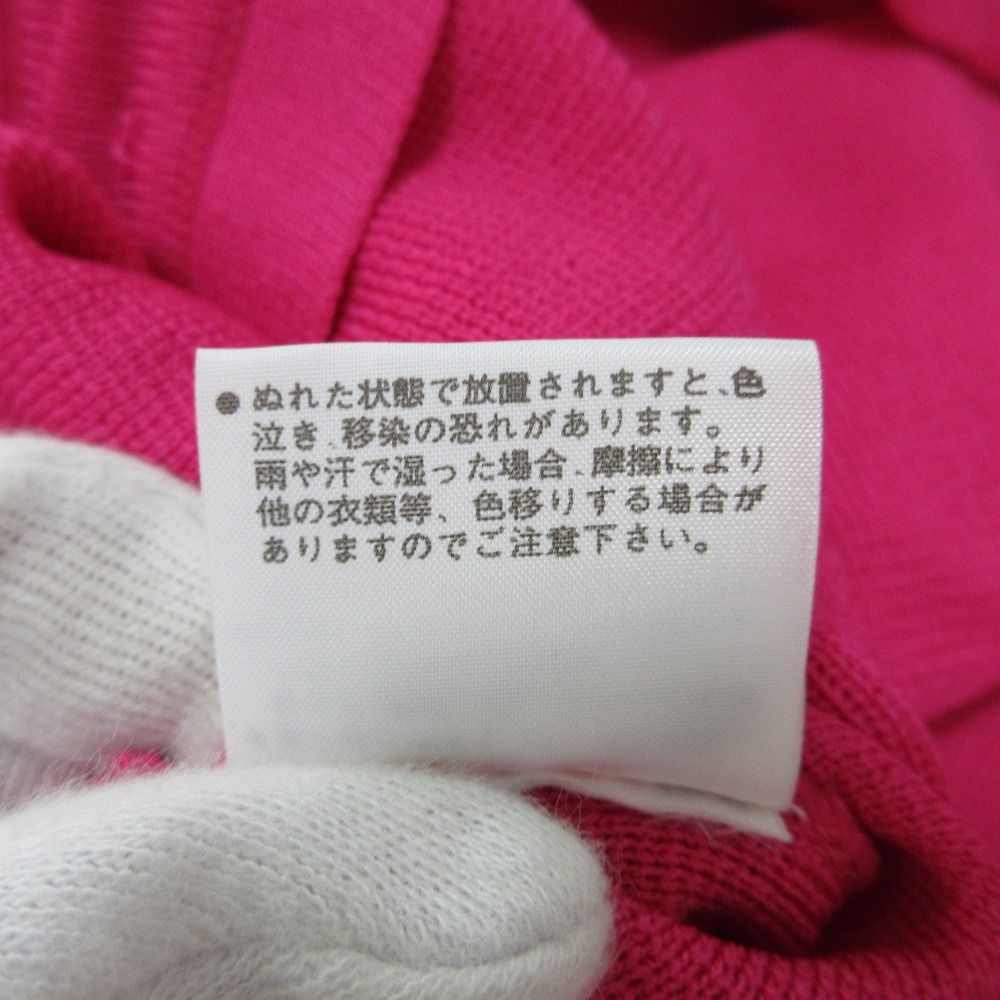 ● ぬれた状態で放置されますと、色
泣き、移染の恐れがあります。
雨や汗で湿った場合、摩擦により
他の衣類等、色移りする場合が
ありますのでご注意下さい。